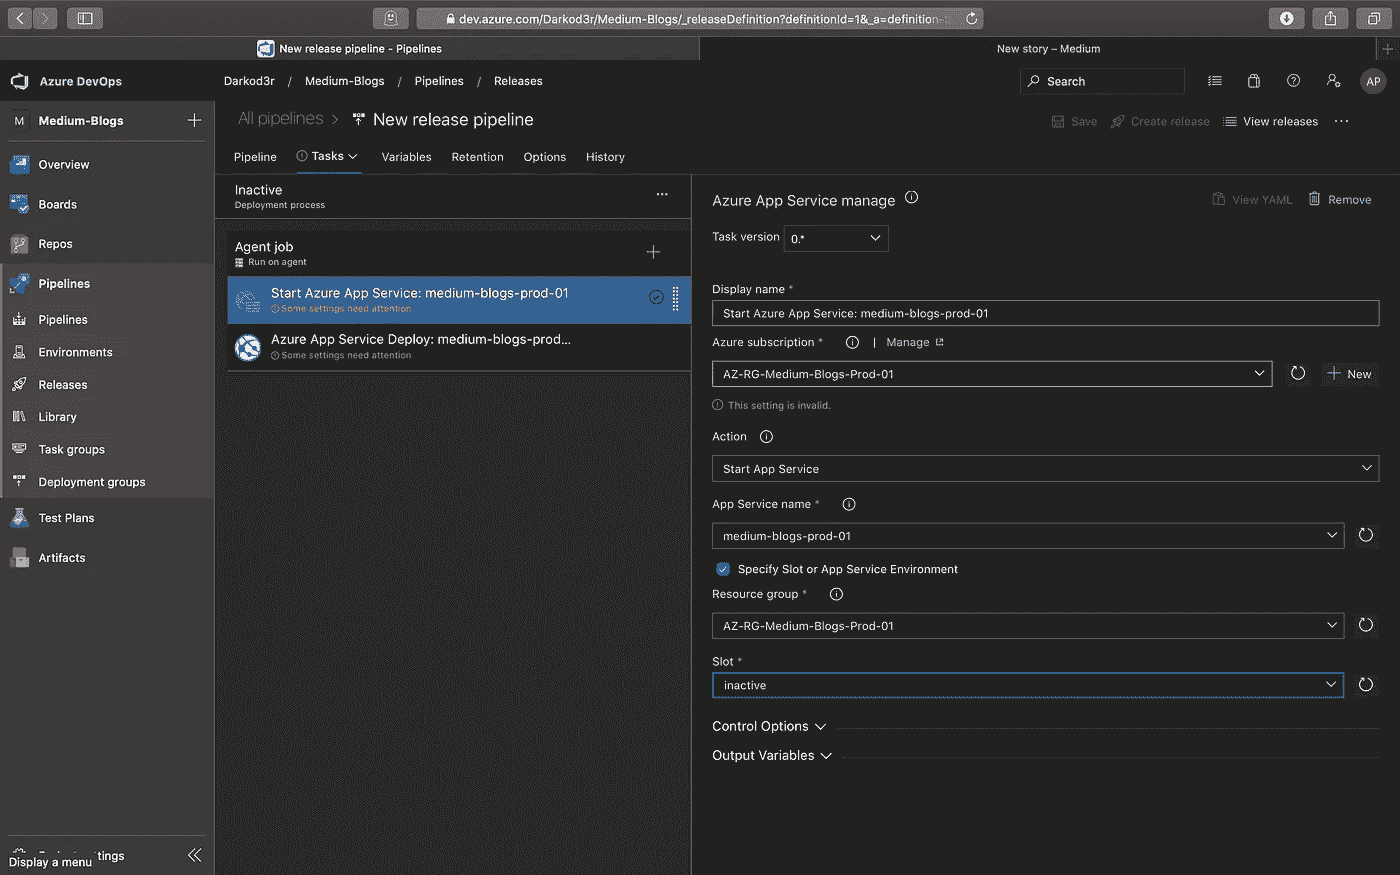 dev.azure.com/Darkod3r/Medium-Blogs/_releaseDefinition?definitionId=1&_a=definition-
New release pipeline - Pipelines
New story – Medium
Azure DevOps
Darkod3r / Medium-Blogs / Pipelines / Releases
Search
AP
M Medium-Blogs
All pipelines > New release pipeline
Save
Create release
View releases
Overview
Boards
Repos
Pipelines
Pipelines
Environments
Releases
Library
Task groups
Deployment groups
Test Plans
Artifacts
tings
Display a menu
Pipeline
Tasks
Variables
Retention
Options
History
Inactive
Deployment process
Agent job
Run on agent
Start Azure App Service: medium-blogs-prod-01
Some settings need attention
Azure App Service Deploy: medium-blogs-prod...
Some settings need attention
Azure App Service manage
View YAML
Remove
Task version 0.*
Display name *
Start Azure App Service: medium-blogs-prod-01
Azure subscription * | Manage
AZ-RG-Medium-Blogs-Prod-01
New
This setting is invalid.
Action
Start App Service
App Service name *
medium-blogs-prod-01
Specify Slot or App Service Environment
Resource group *
AZ-RG-Medium-Blogs-Prod-01
Slot *
inactive
Control Options
Output Variables